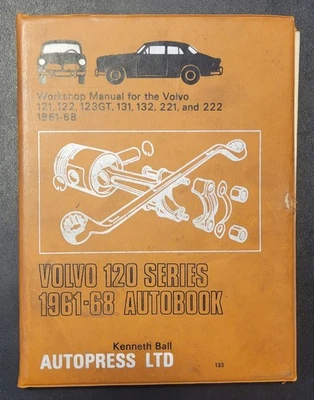 Workshop Manual for the Volvo
121, 122, 123GT, 131, 132, 221, and 222
1961-68
VOLVO 120 SERIES
1961-68 AUTOBOOK
Kenneth Ball
AUTOPRESS LTD
135